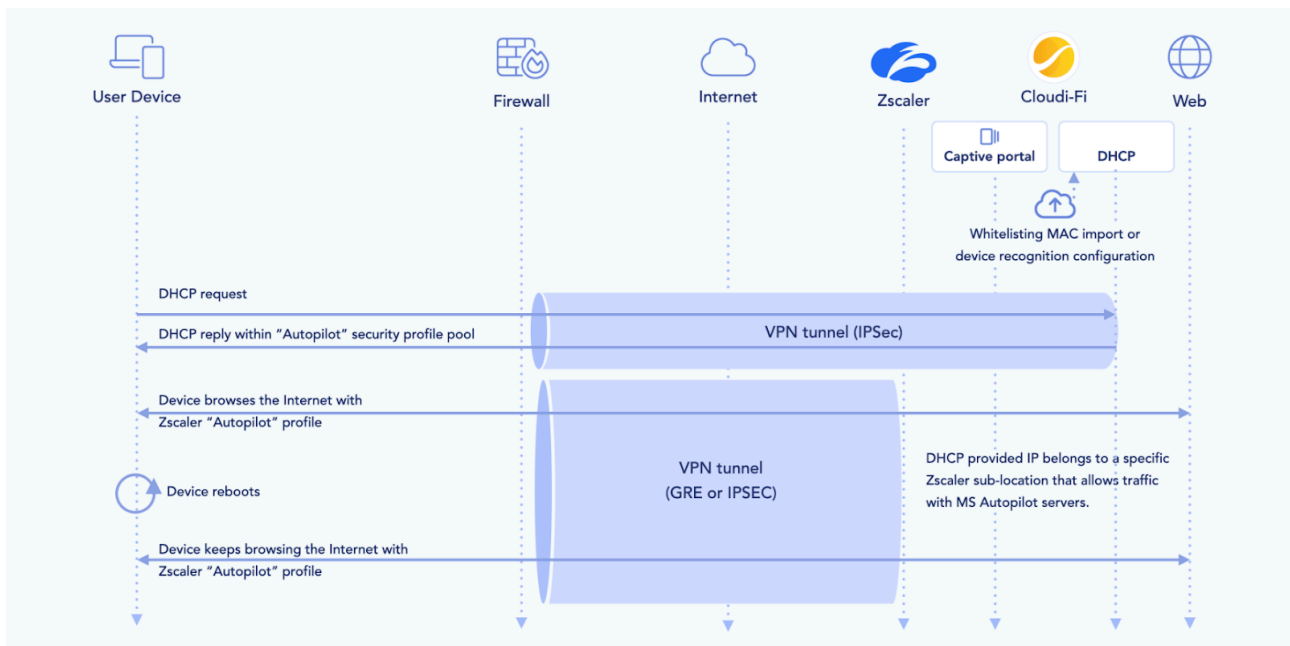 User Device
Firewall
Internet
Zscaler
Cloudi-Fi
Web
Captive portal
DHCP
Whitelisting MAC import or
device recognition configuration
DHCP request
DHCP reply within “Autopilot” security profile pool
VPN tunnel (IPSec)
Device browses the Internet with
Zscaler “Autopilot” profile
VPN tunnel
(GRE or IPSEC)
DHCP provided IP belongs to a specific
Zscaler sub-location that allows traffic
with MS Autopilot servers.
Device reboots
Device keeps browsing the Internet with
Zscaler “Autopilot” profile